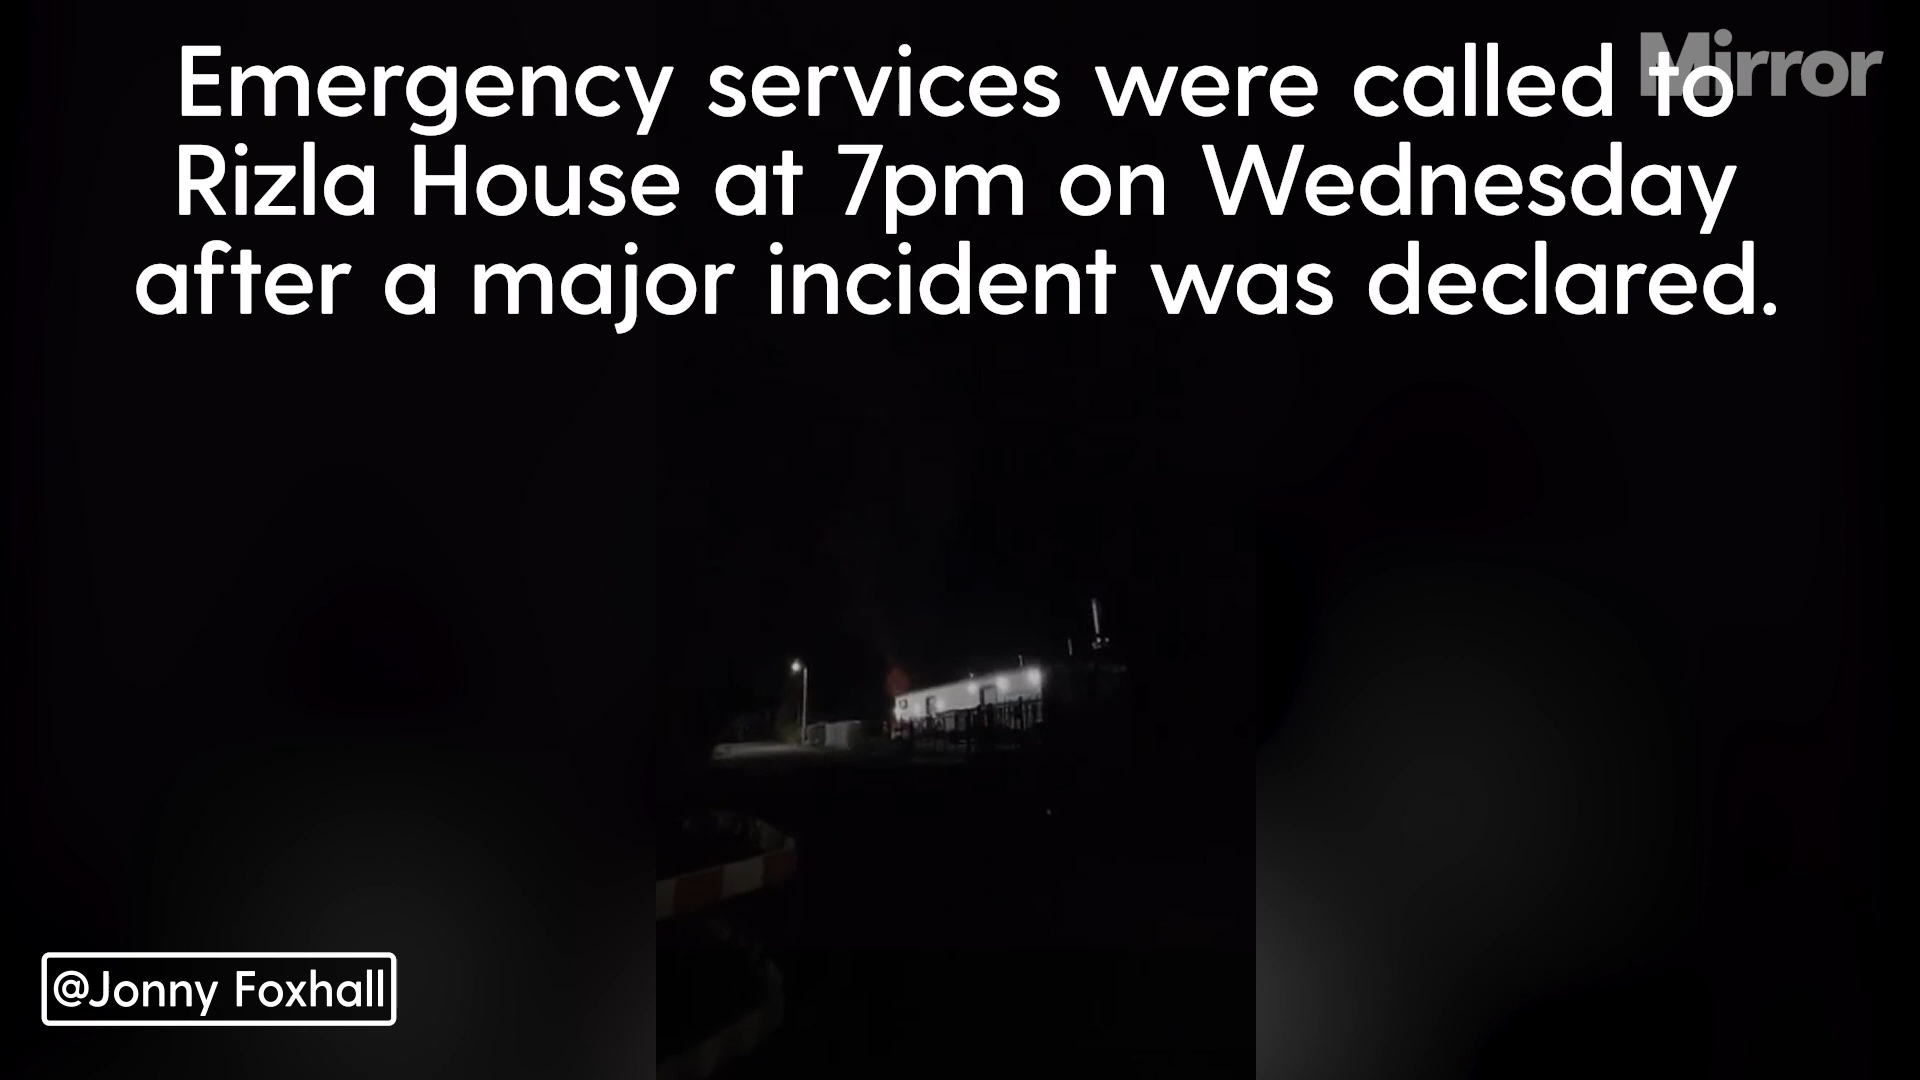 Mirror
Emergency services were called to
Rizla House at 7pm on Wednesday
after a major incident was declared.
@Jonny Foxhall